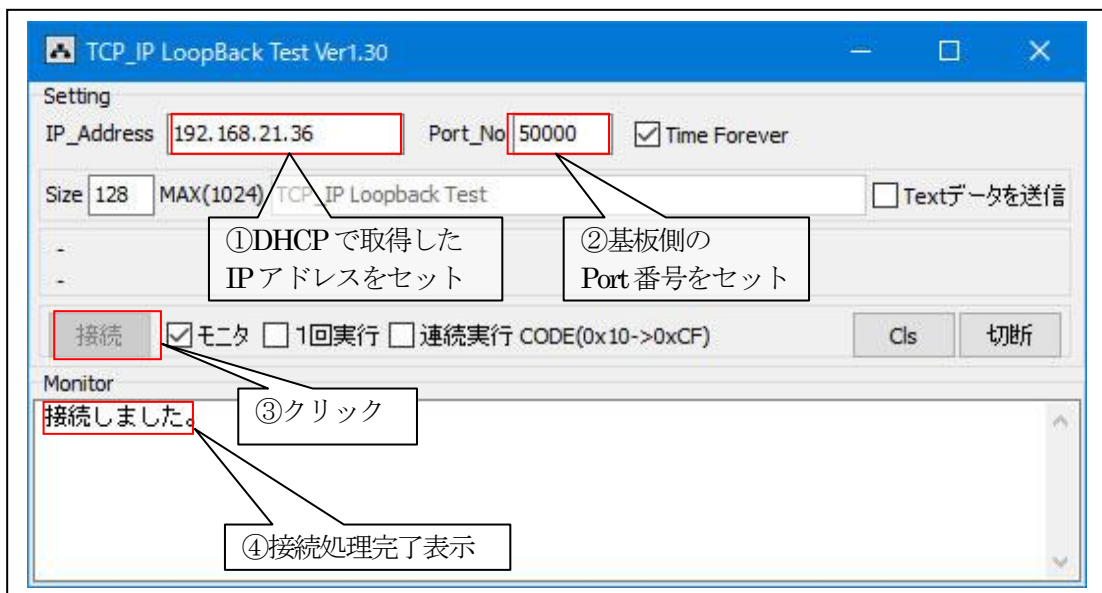 TCP_IP LoopBack Test Ver1.30
Setting
IP_Address 192.168.21.36 Port_No 50000 Time Forever
Size 128 MAX(1024) TCP_IP Loopback Test Textデータを送信
-
-
①DHCPで取得した
IPアドレスをセット
②基板側の
Port番号をセット
接続 モニタ 1回実行 連続実行 CODE(0x10->0xCF) Cls 切断
Monitor
接続しました。
③クリック
④接続処理完了表示